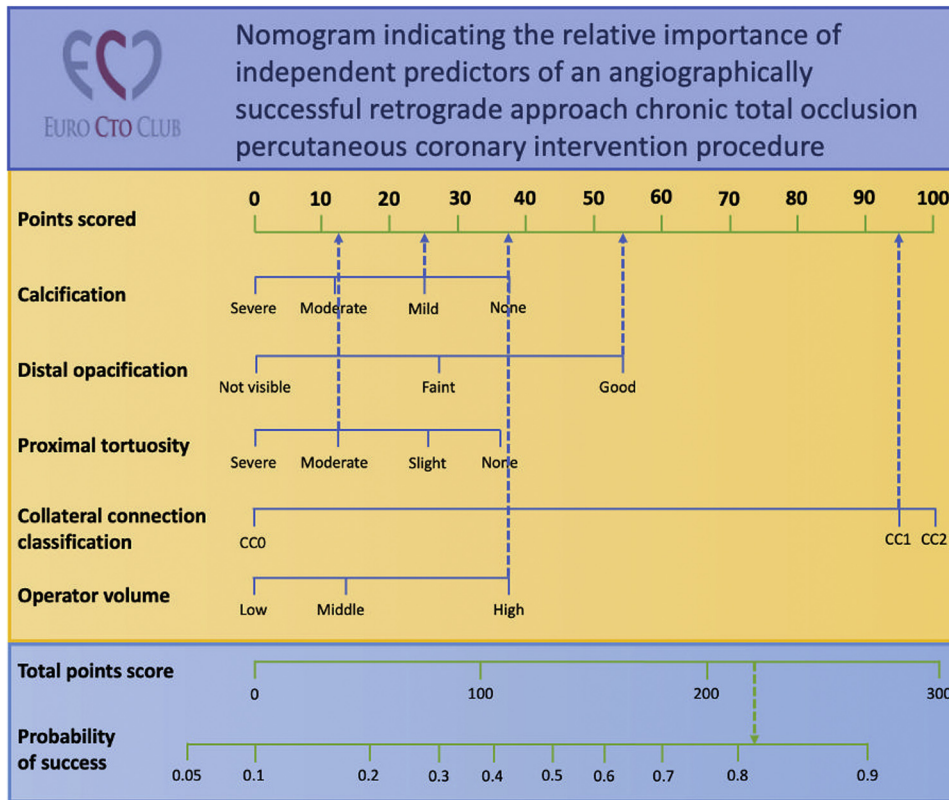 Nomogram indicating the relative importance of
independent predictors of an angiographically
successful retrograde approach chronic total occlusion
percutaneous coronary intervention procedure
EURO CTO CLUB
0 10 20 30 40 50 60 70 80 90 100
Points scored
Calcification
Severe Moderate Mild None
Distal opacification
Not visible Faint Good
Proximal tortuosity
Severe Moderate Slight None
Collateral connection
classification
CC0 CC1 CC2
Operator volume
Low Middle High
Total points score
0 100 200 300
Probability
of success
0.05 0.1 0.2 0.3 0.4 0.5 0.6 0.7 0.8 0.9